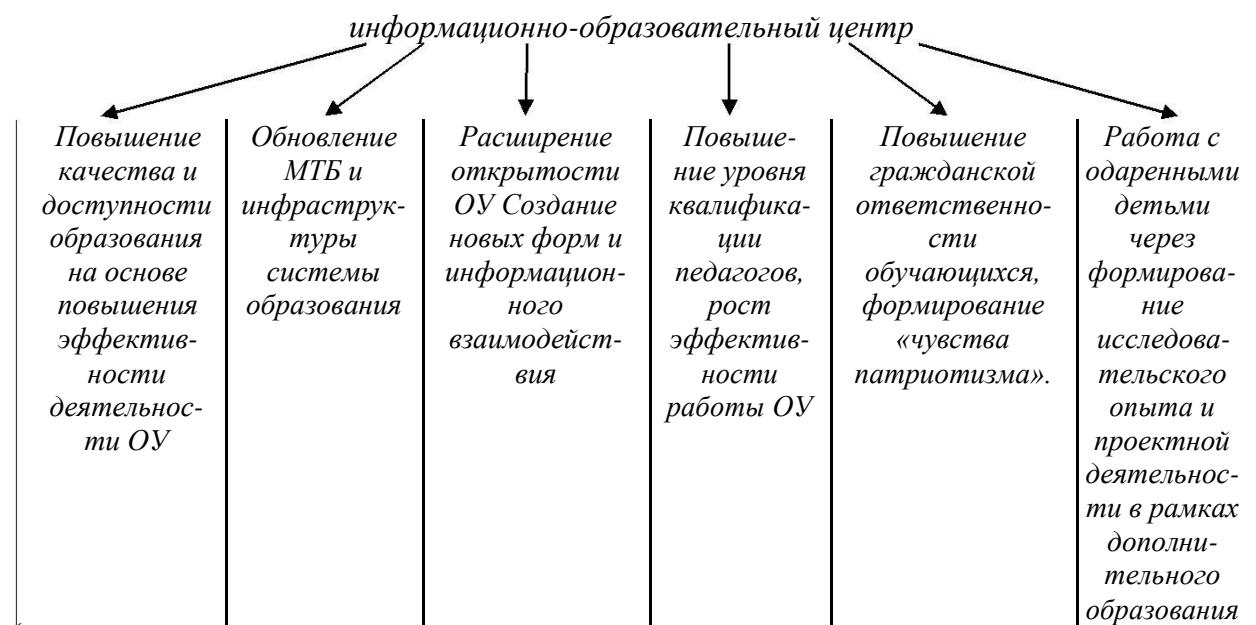 информационно-образовательный центр
Повышение
качества и
доступности
образования
на основе
повышения
эффектив-
ности
деятельнос-
ти ОУ
Обновление
МТБ и
инфраструк-
туры
системы
образования
Расширение
открытости
ОУ Создание
новых форм и
информацион-
ного
взаимодейст-
вия
Повыше-
ние уровня
квалифика-
ции
педагогов,
рост
эффектив-
ности
работы ОУ
Повышение
гражданской
ответственно-
сти
обучающихся,
формирование
«чувства
патриотизма».
Работа с
одаренными
детьми
через
формирова-
ние
исследова-
тельского
опыта и
проектной
деятельнос-
ти в рамках
дополни-
тельного
образования